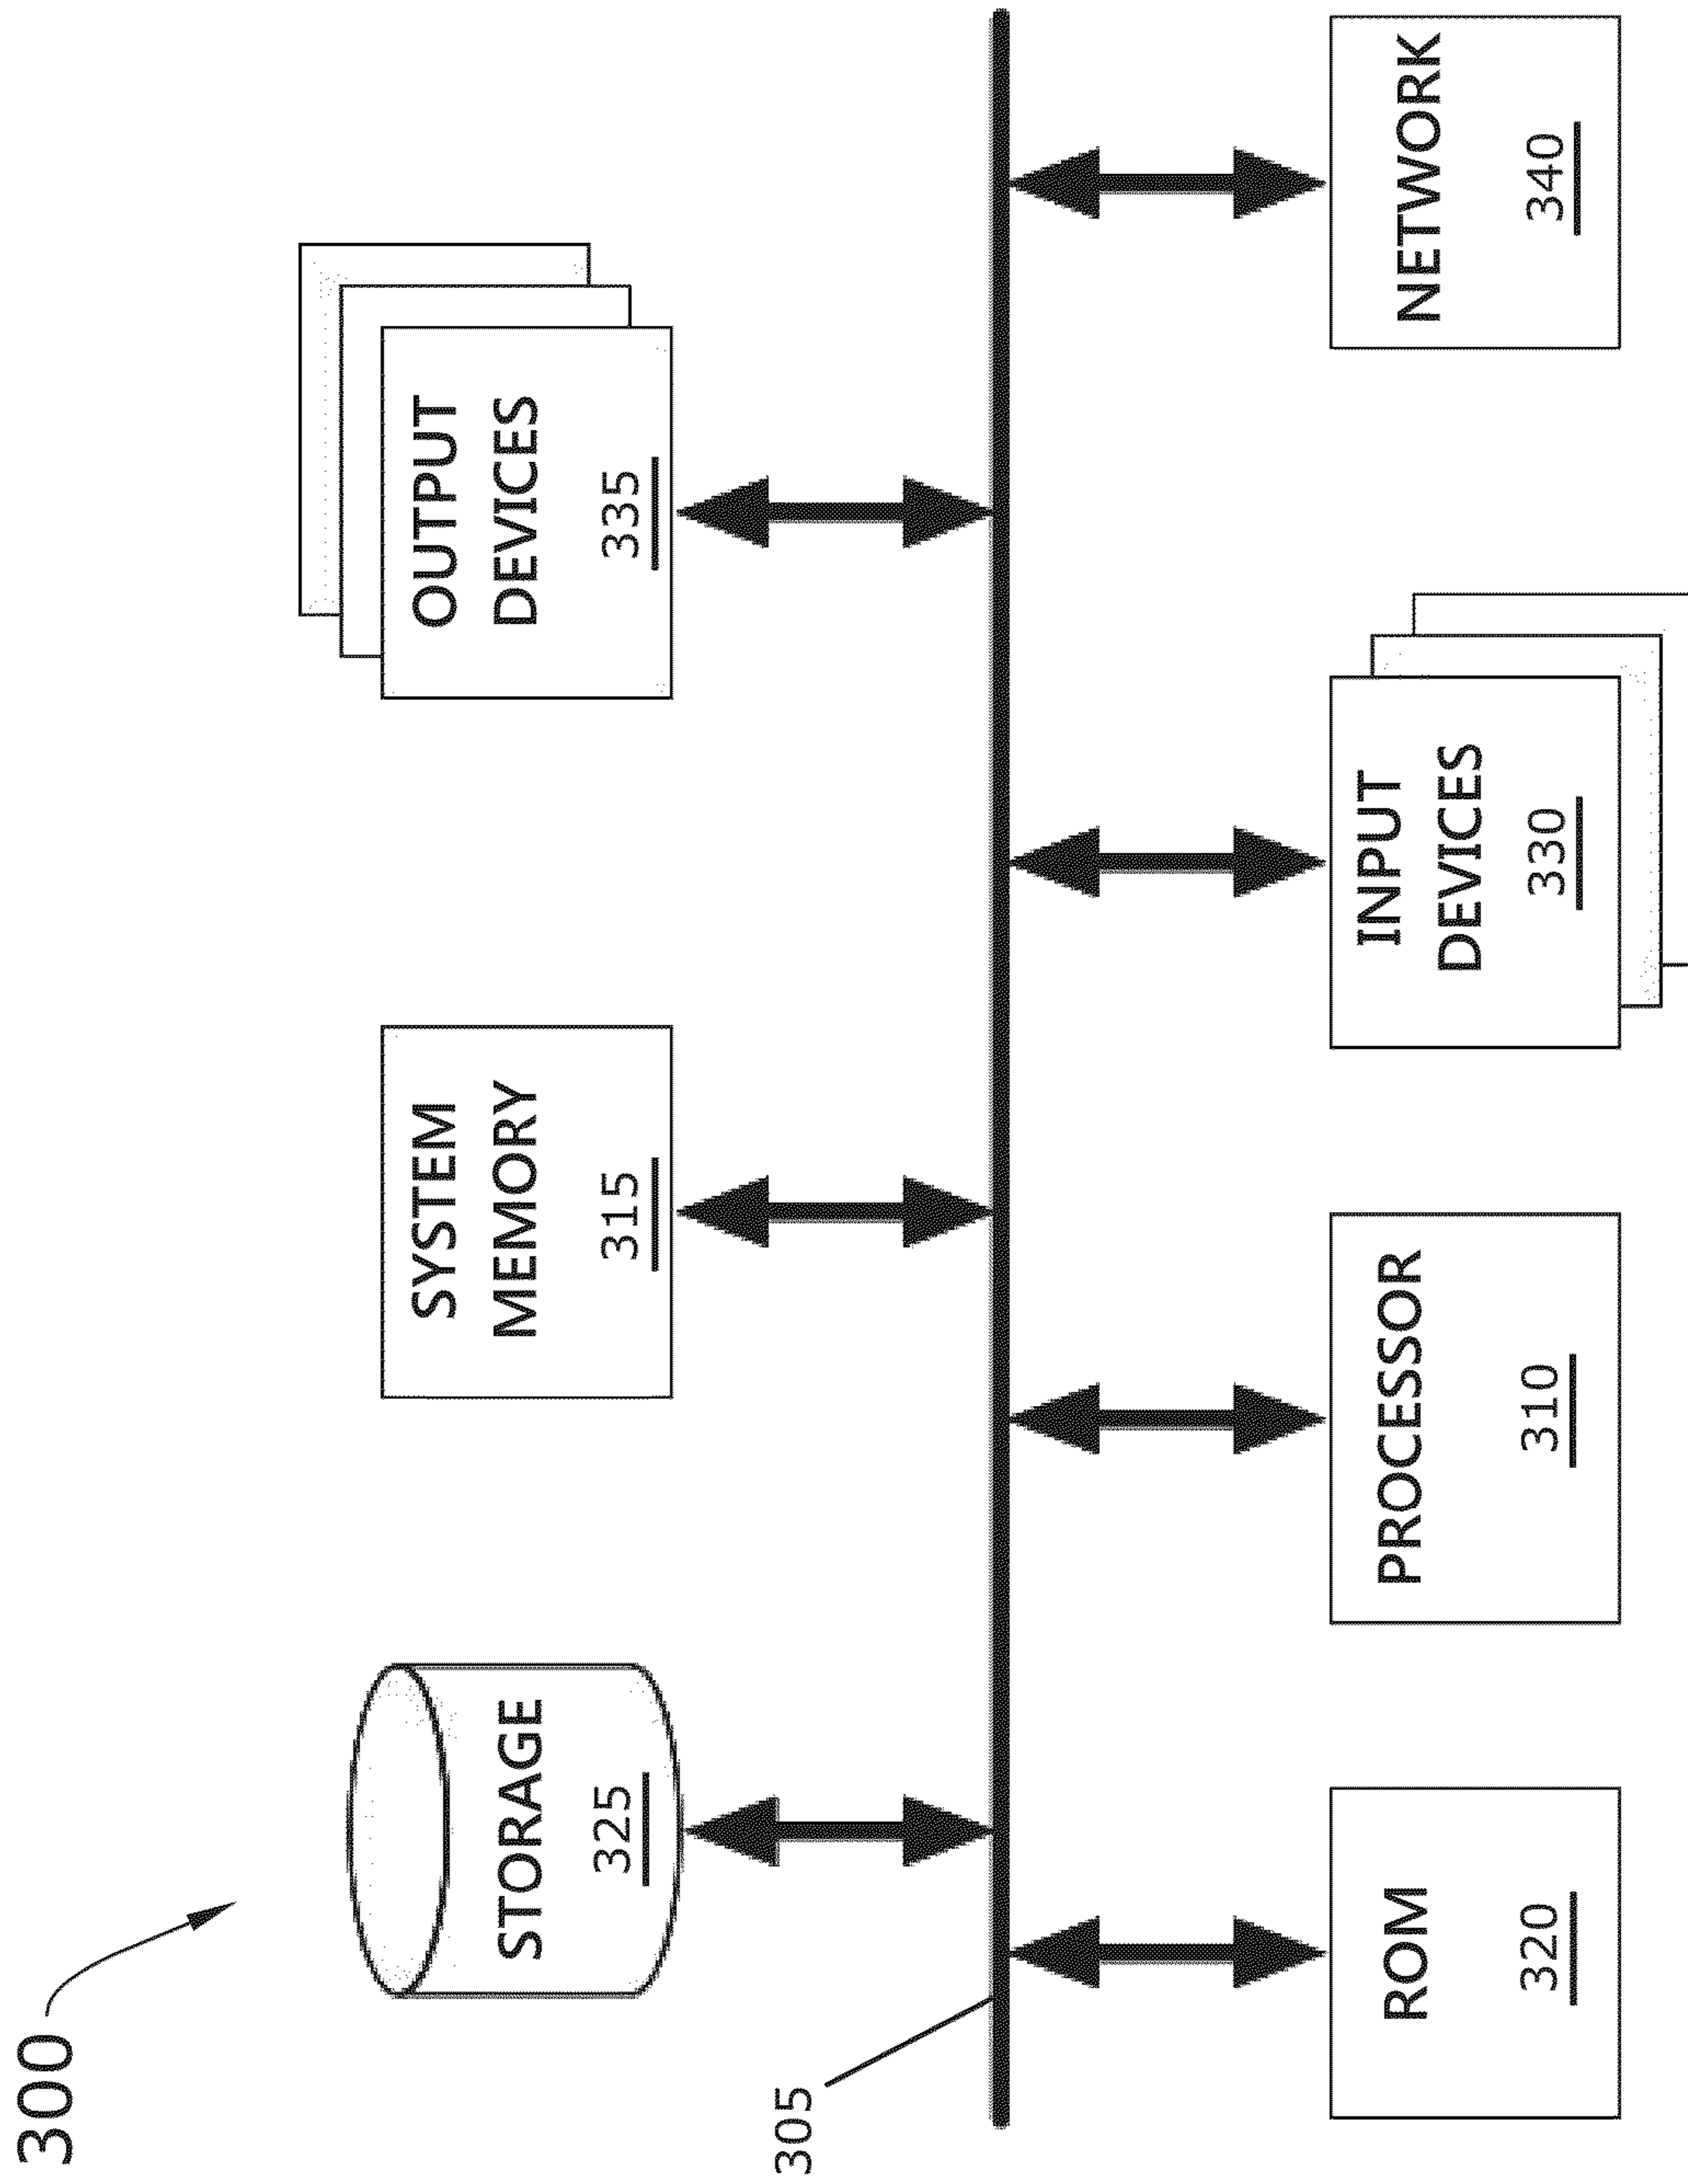 300
STORAGE
325
SYSTEM
MEMORY
315
OUTPUT
DEVICES
335
305
ROM
320
PROCESSOR
310
INPUT
DEVICES
330
NETWORK
340